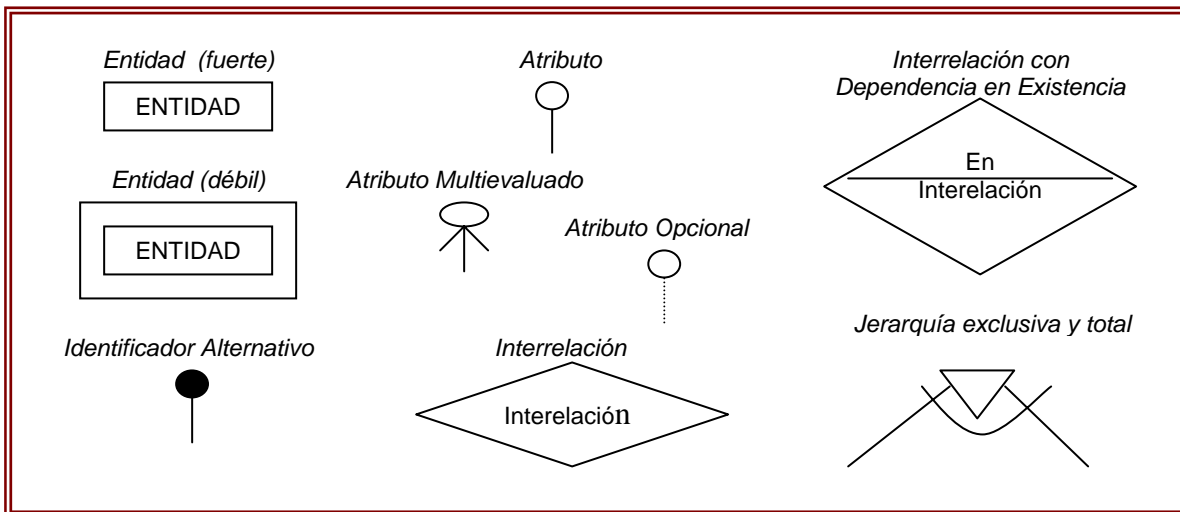 Entidad (fuerte)
ENTIDAD
Atributo
Interrelación con
Dependencia en Existencia
En
Interelación
Entidad (débil)
ENTIDAD
Atributo Multievaluado
Atributo Opcional
Identificador Alternativo
Interrelación
Interelación
Jerarquía exclusiva y total